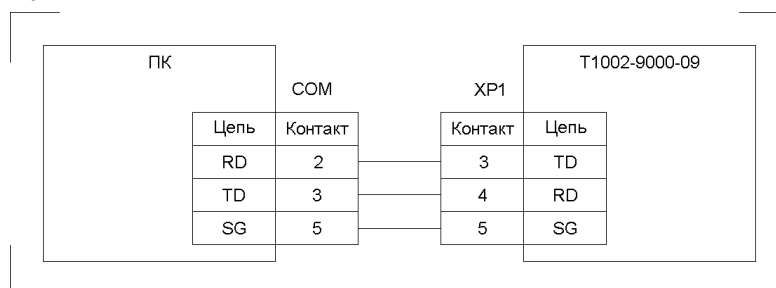 ПК
T1002-9000-09
COM
XP1
Цепь Контакт Контакт Цепь
RD 2 3 TD
TD 3 4 RD
SG 5 5 SG